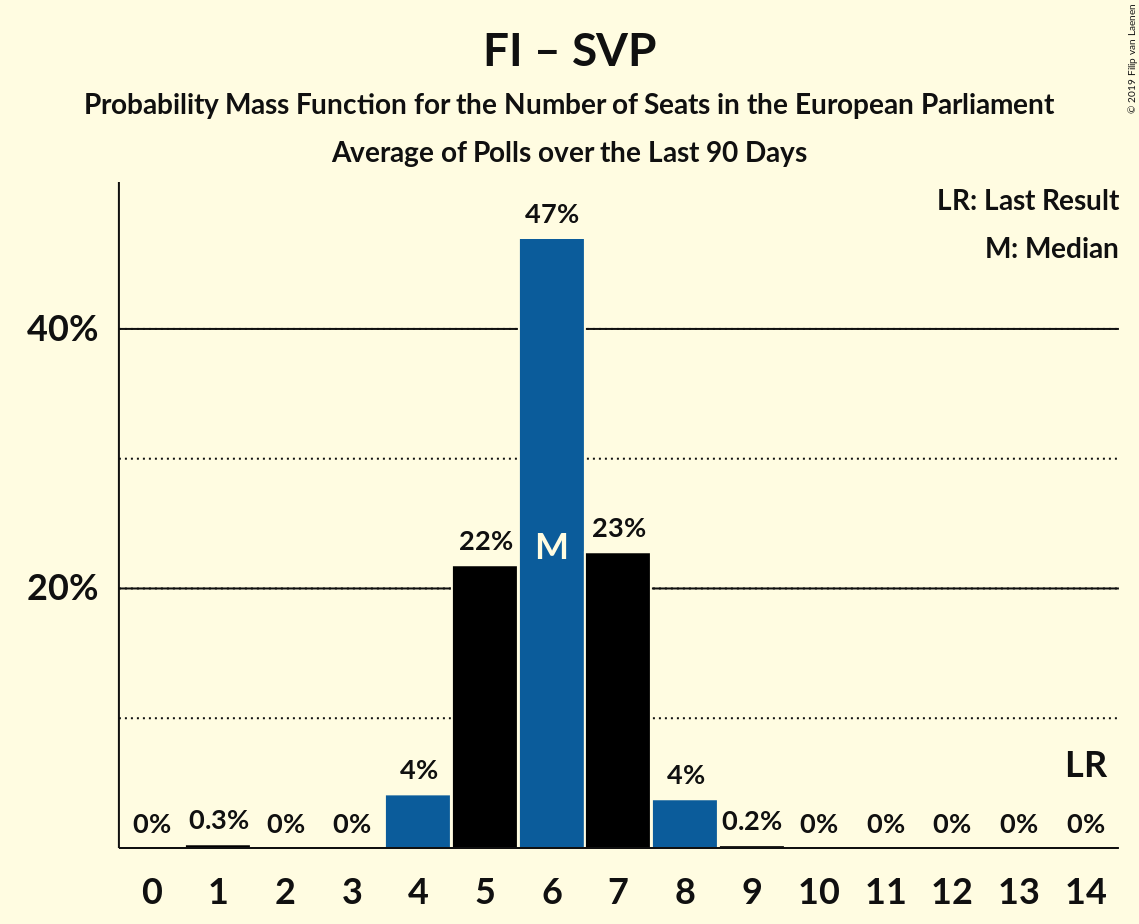 FI – SVP
Probability Mass Function for the Number of Seats in the European Parliament
Average of Polls over the Last 90 Days
© 2019 Filip van Laenen
LR: Last Result
M: Median
47%
40%
23%
22%
M
20%
LR
4%
4%
0%
0.3%
0%
0%
0.2%
0%
0%
0%
0%
0%
0 1 2 3 4 5 6 7 8 9 10 11 12 13 14